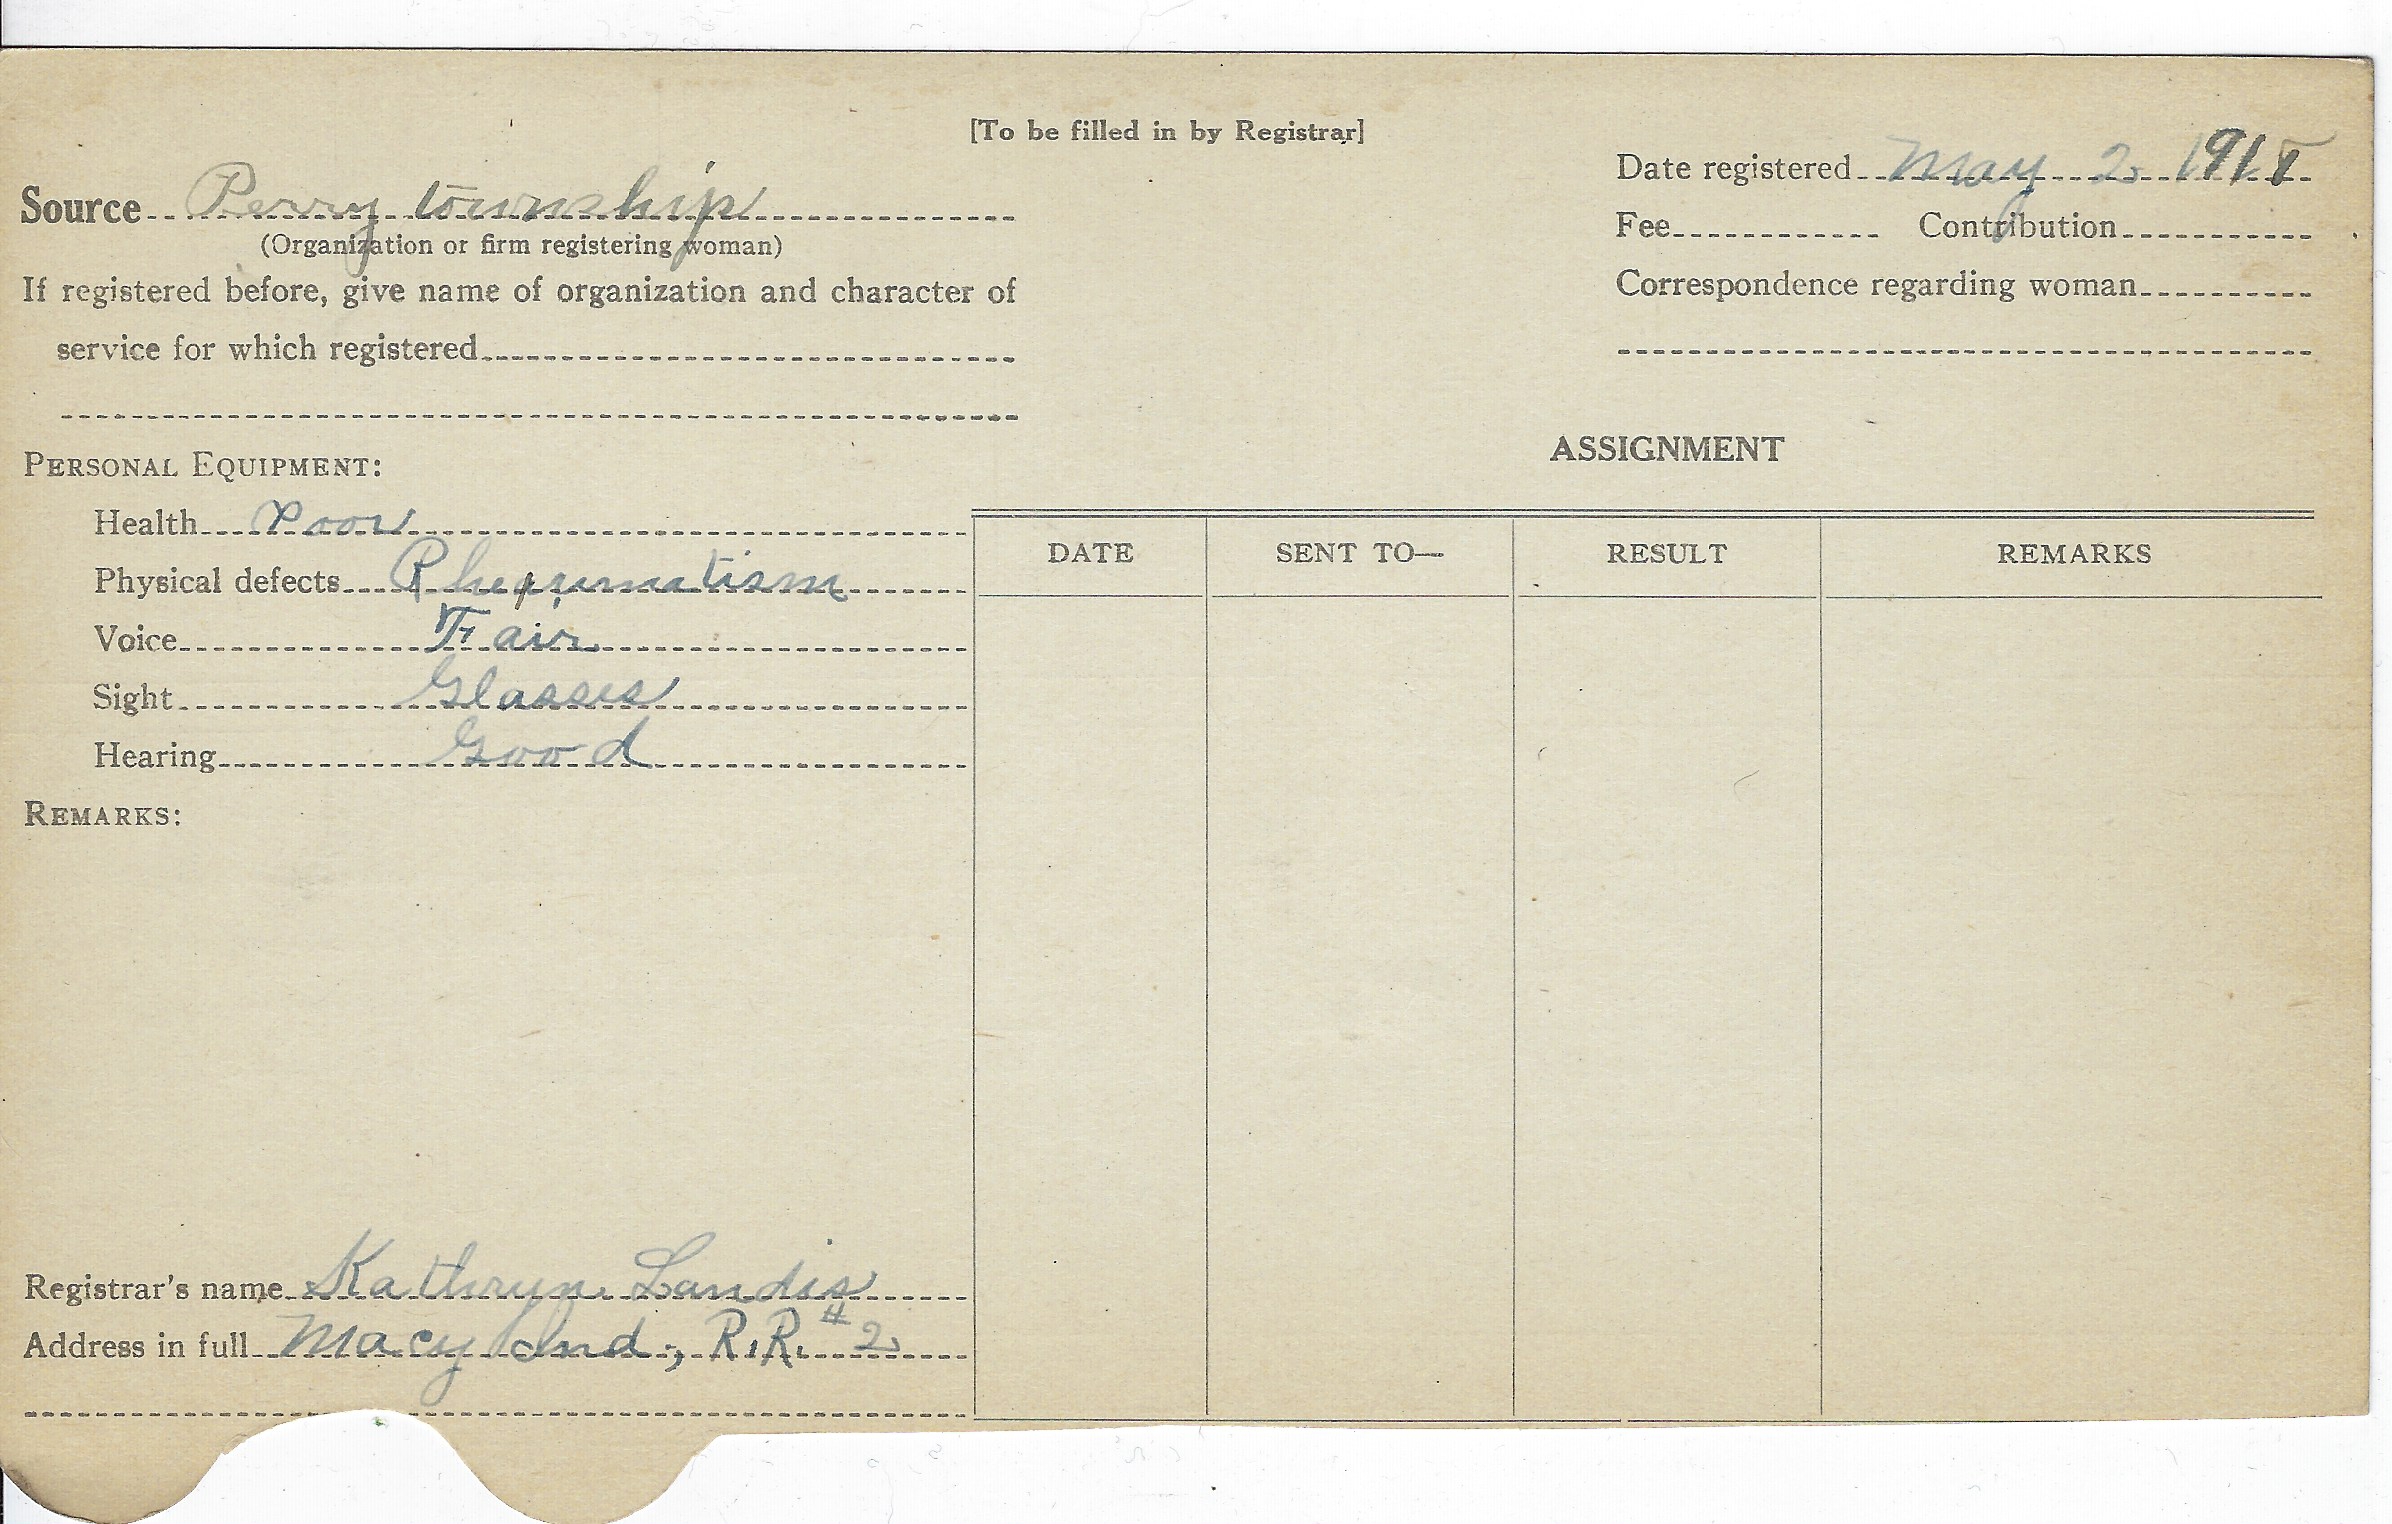 [To be filled in by Registrar]
Source Perry township
(Organization or firm registering woman)
If registered before, give name of organization and character of
service for which registered
Date registered May 2 1918
Fee Contribution
Correspondence regarding woman
PERSONAL EQUIPMENT:
Health Poor
Physical defects Rheumatism
Voice Fair
Sight Glasses
Hearing Good
REMARKS:
ASSIGNMENT
DATE SENT TO— RESULT REMARKS
Registrar's name Kathryn Landis
Address in full Macy Ind; R.R. #2